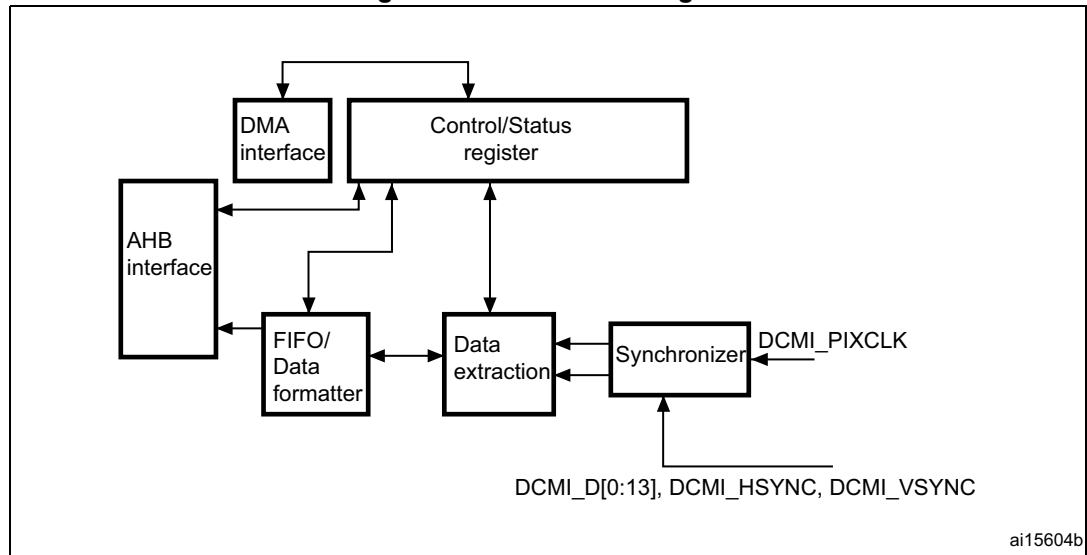 DMA
interface
Control/Status
register
AHB
interface
FIFO/
Data
formatter
Data
extraction
Synchronizer
DCMI_PIXCLK
DCMI_D[0:13], DCMI_HSYNC, DCMI_VSYNC
ai15604b